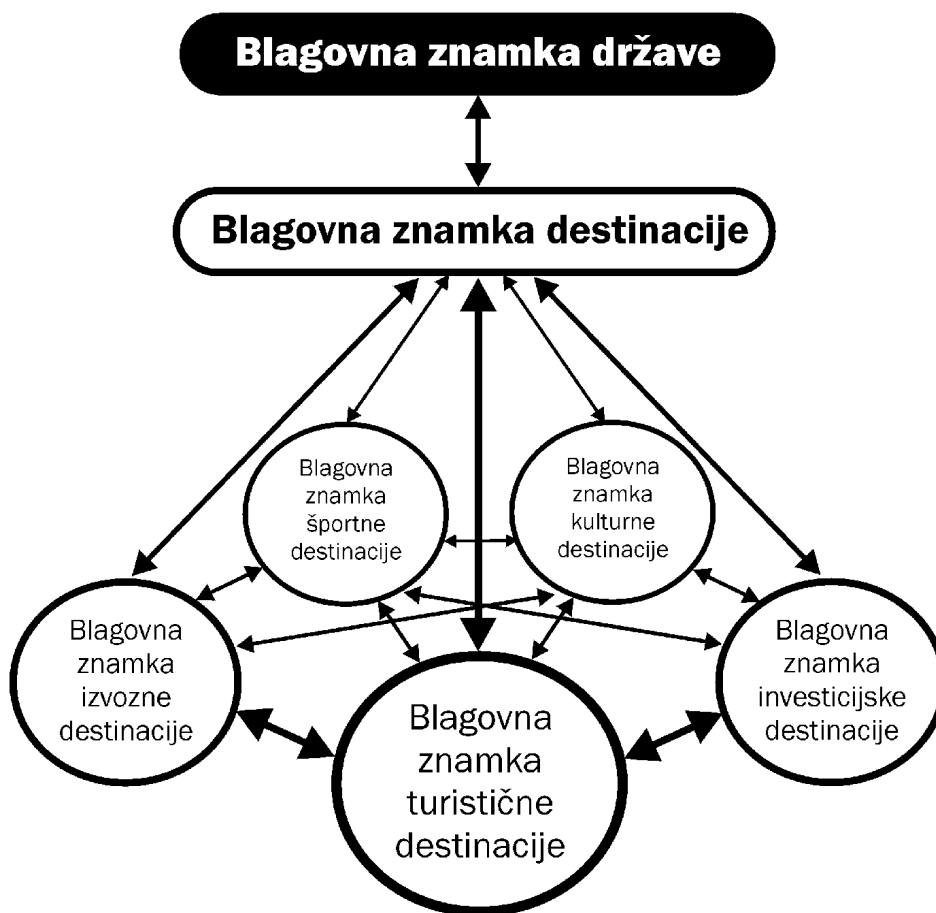 Blagovna znamka države
Blagovna znamka destinacije
Blagovna
znamka
športne
destinacije
Blagovna
znamka
kulturne
destinacije
Blagovna
znamka
izvozne
destinacije
Blagovna
znamka
investicijske
destinacije
Blagovna
znamka
turistične
destinacije